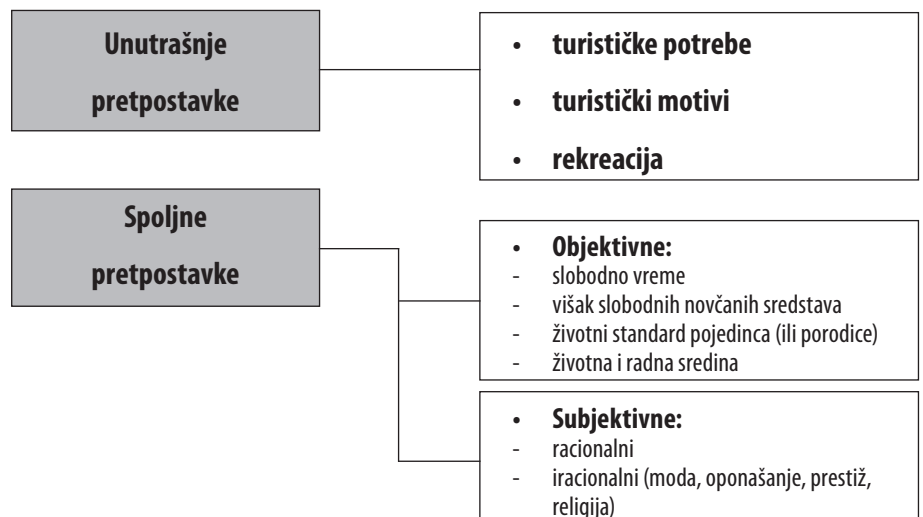 Unutrašnje
pretpostavke
• turističke potrebe
• turistički motivi
• rekreacija
Spoljne
pretpostavke
• Objektivne:
- slobodno vreme
- višak slobodnih novčanih sredstava
- životni standard pojedinca (ili porodice)
- životna i radna sredina
• Subjektivne:
- racionalni
- iracionalni (moda, oponašanje, prestiž,
religija)